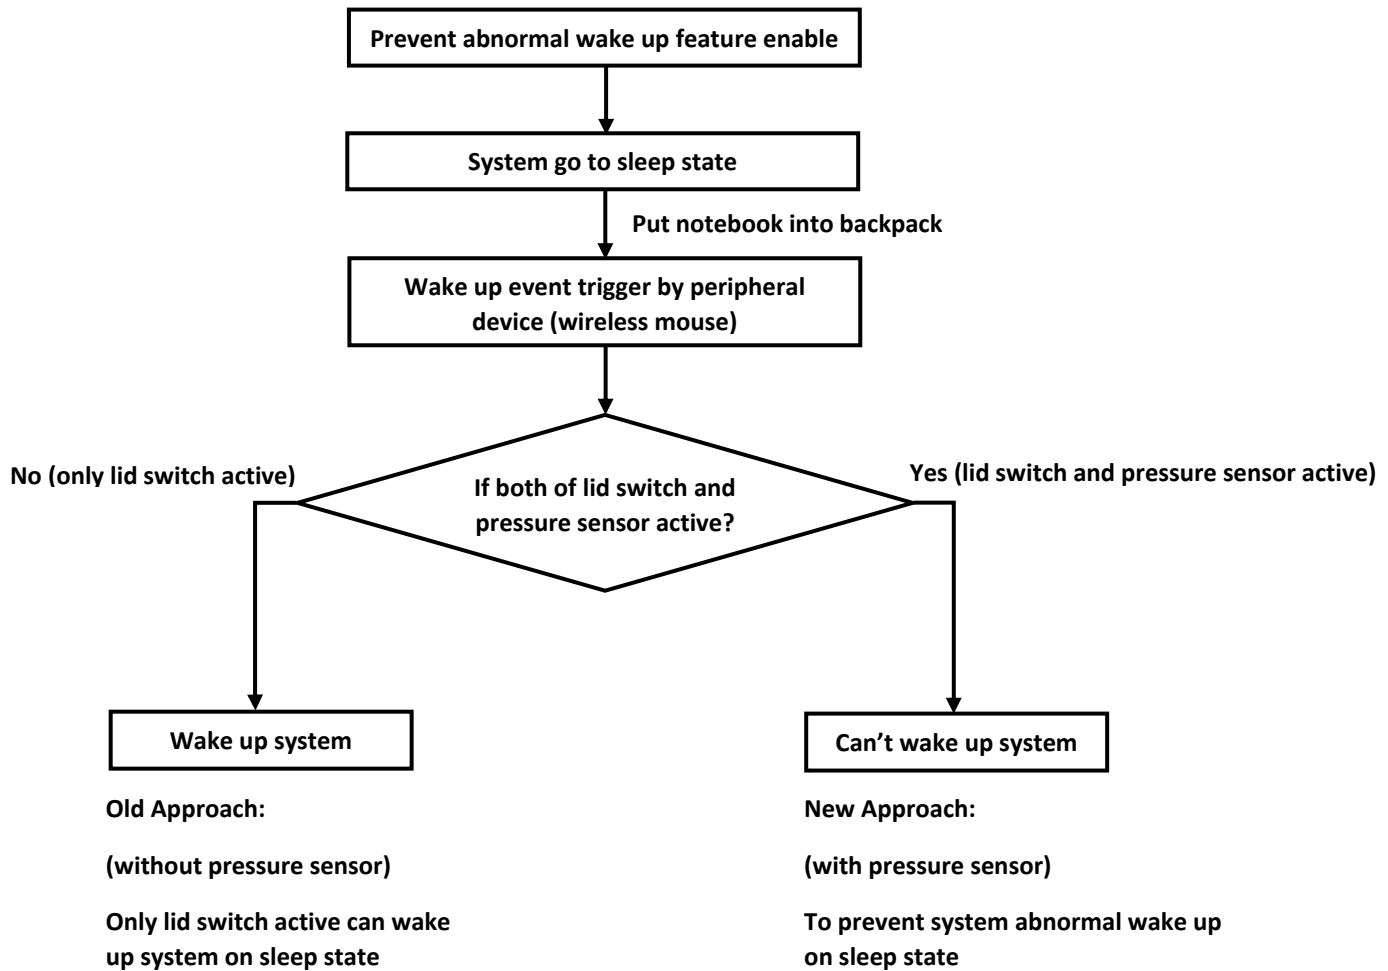 Prevent abnormal wake up feature enable
System go to sleep state
Put notebook into backpack
Wake up event trigger by peripheral
device (wireless mouse)
No (only lid switch active)
If both of lid switch and
pressure sensor active?
Yes (lid switch and pressure sensor active)
Wake up system
Can’t wake up system
Old Approach:
(without pressure sensor)
Only lid switch active can wake
up system on sleep state
New Approach:
(with pressure sensor)
To prevent system abnormal wake up
on sleep state